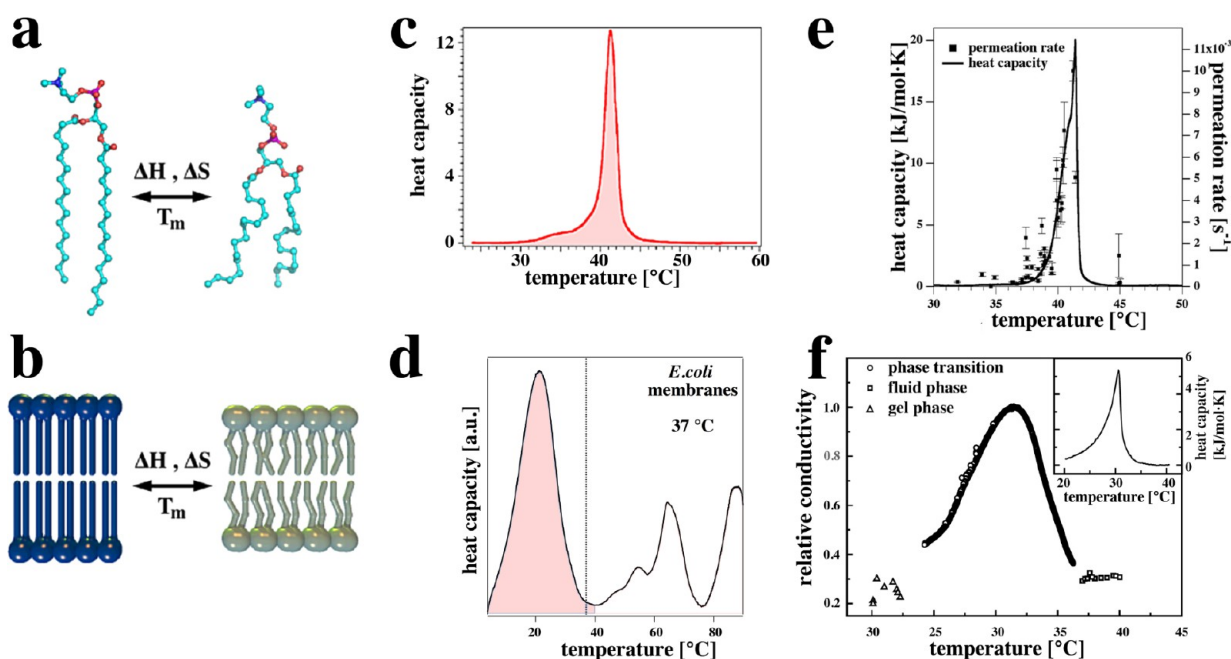 a
ΔH , ΔS
Tm
b
ΔH , ΔS
Tm
c
heat capacity
12
8
4
0
30
40
50
60
temperature [°C]
d
heat capacity [a.u.]
E.coli
membranes
37 °C
20
40
60
80
temperature [°C]
e
heat capacity [kJ/mol·K]
20
15
10
5
0
permeation rate
heat capacity
11x10-3
10
9
8
7
6
5
4
3
2
1
0
permeation rate [s-1]
30
35
40
45
50
temperature [°C]
f
relative conductivity
1.0
0.8
0.6
0.4
0.2
phase transition
fluid phase
gel phase
6
4
2
0
heat capacity
[kJ/mol·K]
20
30
40
temperature [°C]
30
25
30
35
40
45
temperature [°C]